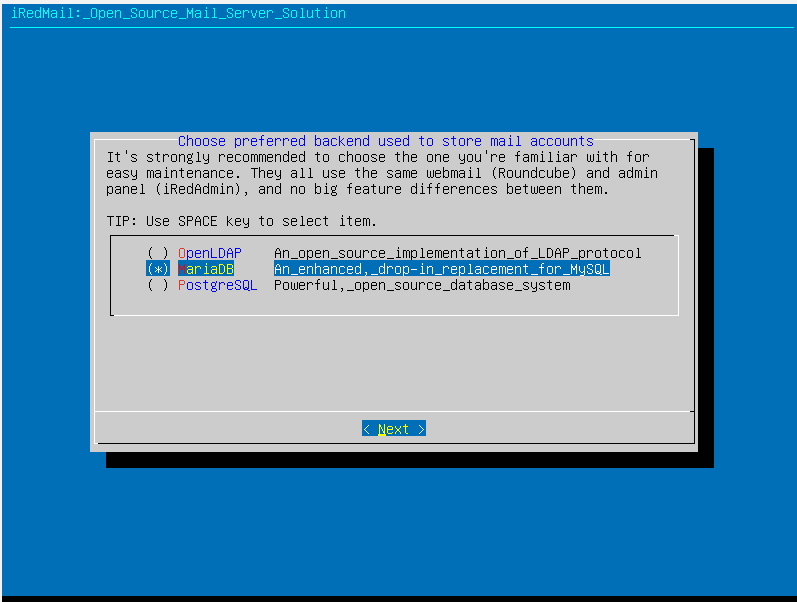 iRedMail:_Open_Source_Mail_Server_Solution
Choose preferred backend used to store mail accounts
It's strongly recommended to choose the one you're familiar with for
easy maintenance. They all use the same webmail (Roundcube) and admin
panel (iRedAdmin), and no big feature differences between them.
TIP: Use SPACE key to select item.
( ) OpenLDAP An_open_source_implementation_of_LDAP_protocol
(*) MariaDB An_enhanced,_drop-in_replacement_for_MySQL
( ) PostgreSQL Powerful,_open_source_database_system
< Next >